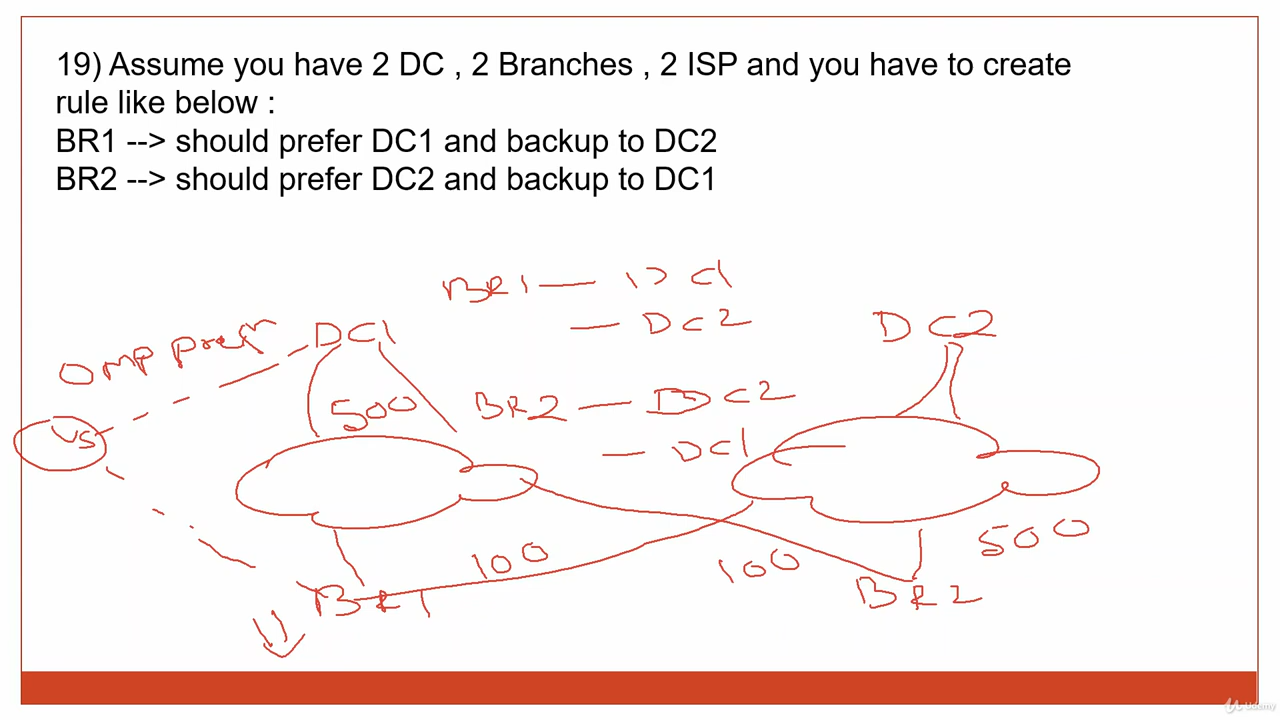 19) Assume you have 2 DC , 2 Branches , 2 ISP and you have to create
rule like below :
BR1 --> should prefer DC1 and backup to DC2
BR2 --> should prefer DC2 and backup to DC1
BR1 — DC1
— DC2
OMP pref
DC1
DC2
500
BR2 — DC2
— DC1
VS
100
100
500
BR1
BR2
Udemy